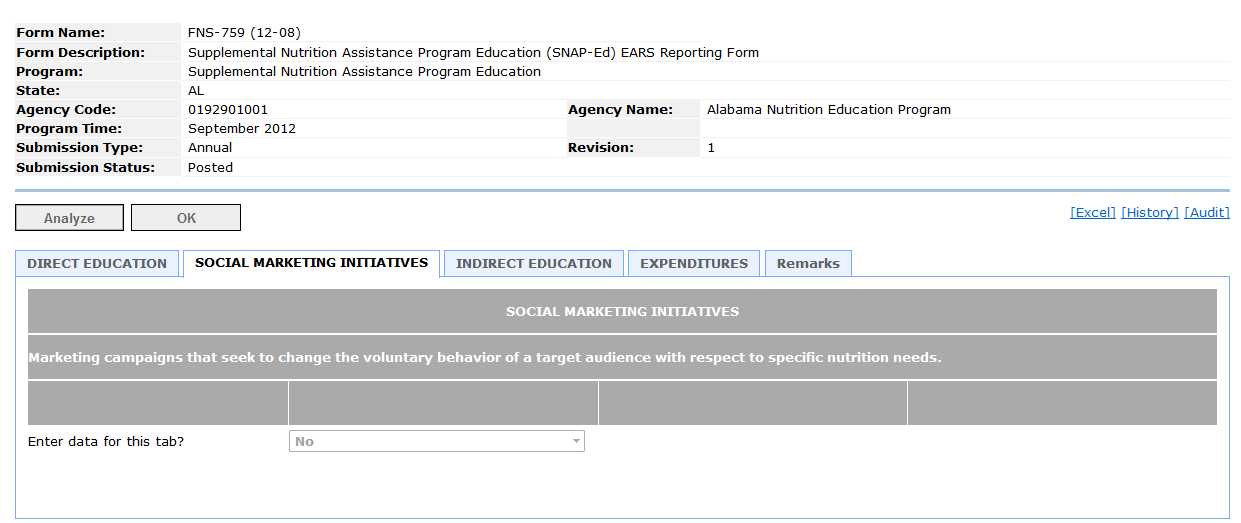 Form Name: FNS-759 (12-08)
Form Description: Supplemental Nutrition Assistance Program Education (SNAP-Ed) EARS Reporting Form
Program: Supplemental Nutrition Assistance Program Education
State: AL
Agency Code: 0192901001 Agency Name: Alabama Nutrition Education Program
Program Time: September 2012
Submission Type: Annual Revision: 1
Submission Status: Posted
Analyze OK [Excel] [History] [Audit]
DIRECT EDUCATION SOCIAL MARKETING INITIATIVES INDIRECT EDUCATION EXPENDITURES Remarks
SOCIAL MARKETING INITIATIVES
Marketing campaigns that seek to change the voluntary behavior of a target audience with respect to specific nutrition needs.
Enter data for this tab? No